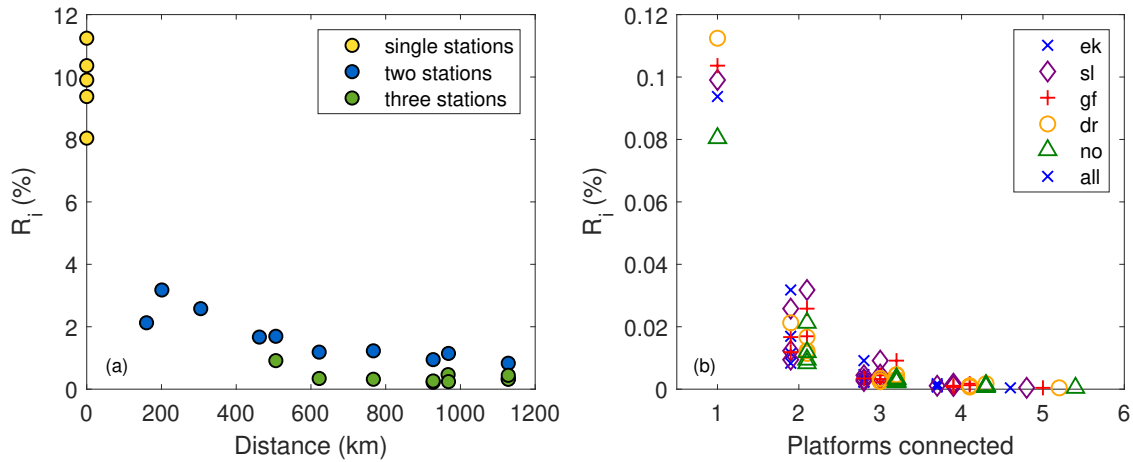 12
10
8
6
4
2
0
R_i (%)
0 200 400 600 800 1000 1200
Distance (km)
(a)
single stations
two stations
three stations
0.12
0.1
0.08
0.06
0.04
0.02
0
R_i (%)
1 2 3 4 5 6
Platforms connected
(b)
ek
sl
gf
dr
no
all